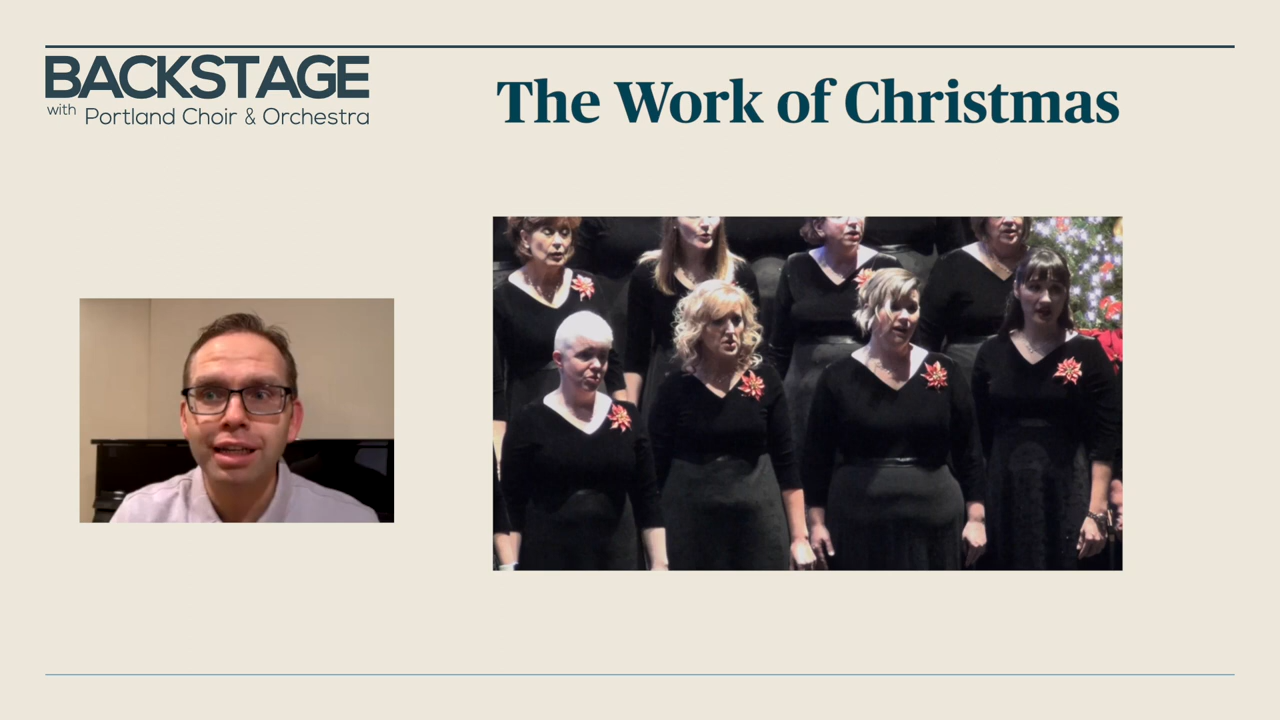 BACKSTAGE
with Portland Choir & Orchestra
The Work of Christmas